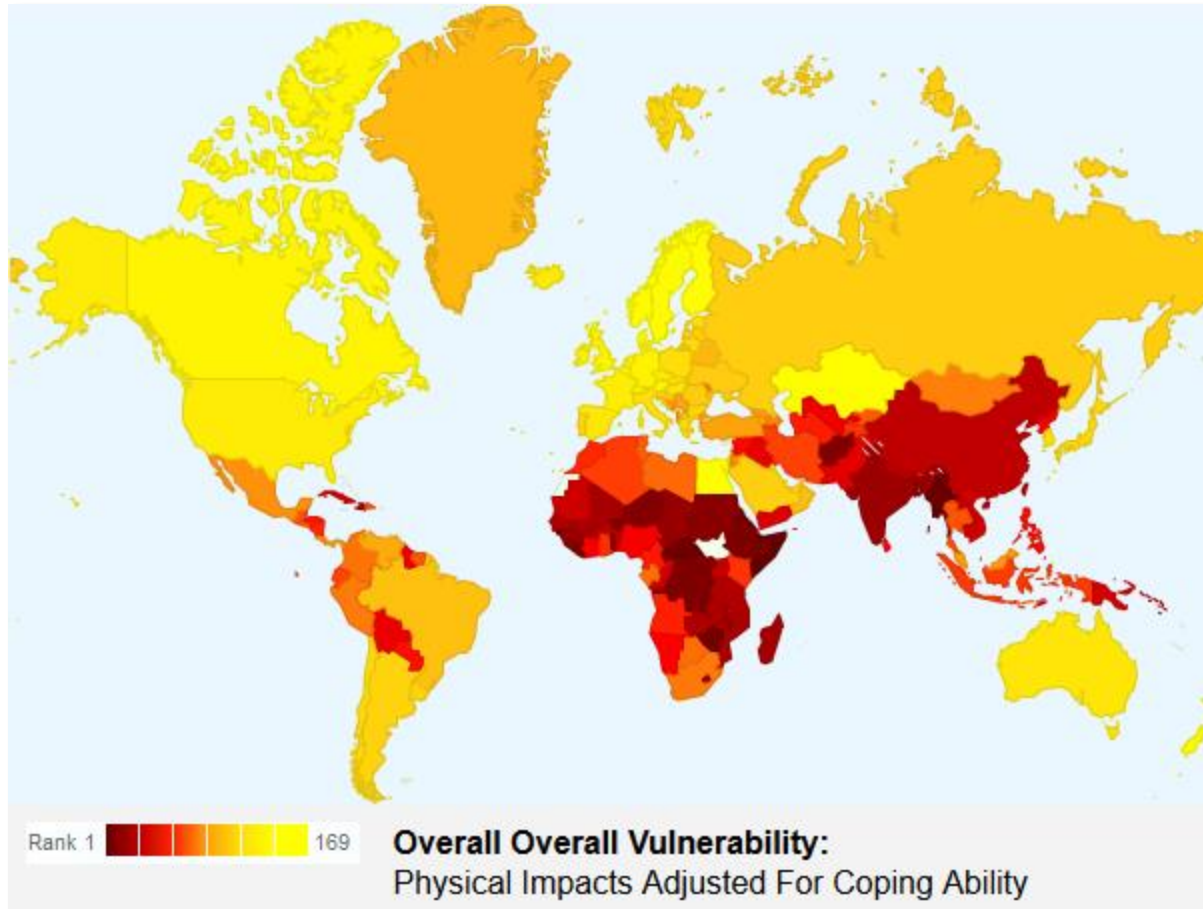 Rank 1 169
Overall Overall Vulnerability:
Physical Impacts Adjusted For Coping Ability